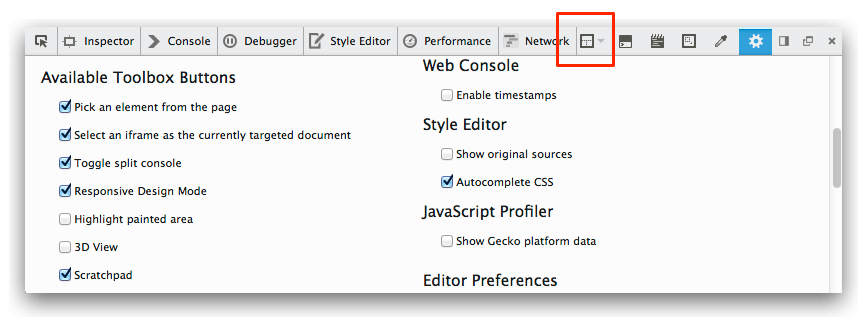 Inspector Console Debugger Style Editor Performance Network
Available Toolbox Buttons
Pick an element from the page
Select an iframe as the currently targeted document
Toggle split console
Responsive Design Mode
Highlight painted area
3D View
Scratchpad
Web Console
Enable timestamps
Style Editor
Show original sources
Autocomplete CSS
JavaScript Profiler
Show Gecko platform data
Editor Preferences